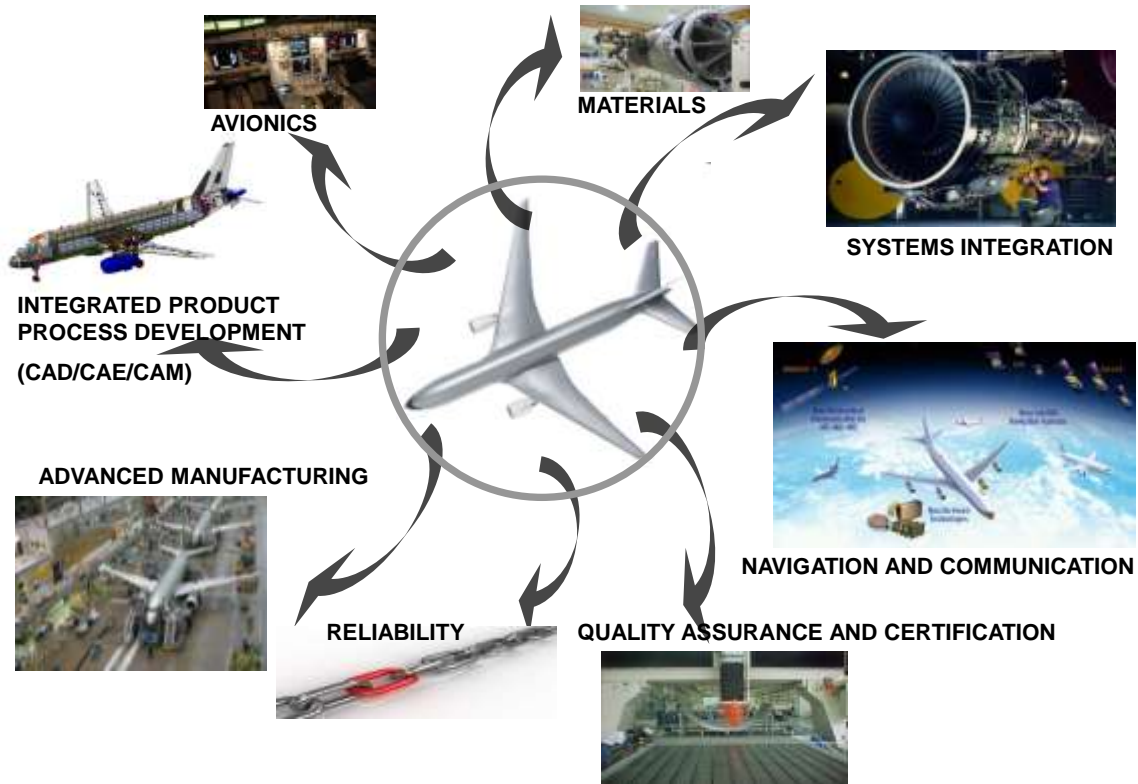 MATERIALS
AVIONICS
SYSTEMS INTEGRATION
INTEGRATED PRODUCT
PROCESS DEVELOPMENT
(CAD/CAE/CAM)
ADVANCED MANUFACTURING
NAVIGATION AND COMMUNICATION
RELIABILITY
QUALITY ASSURANCE AND CERTIFICATION